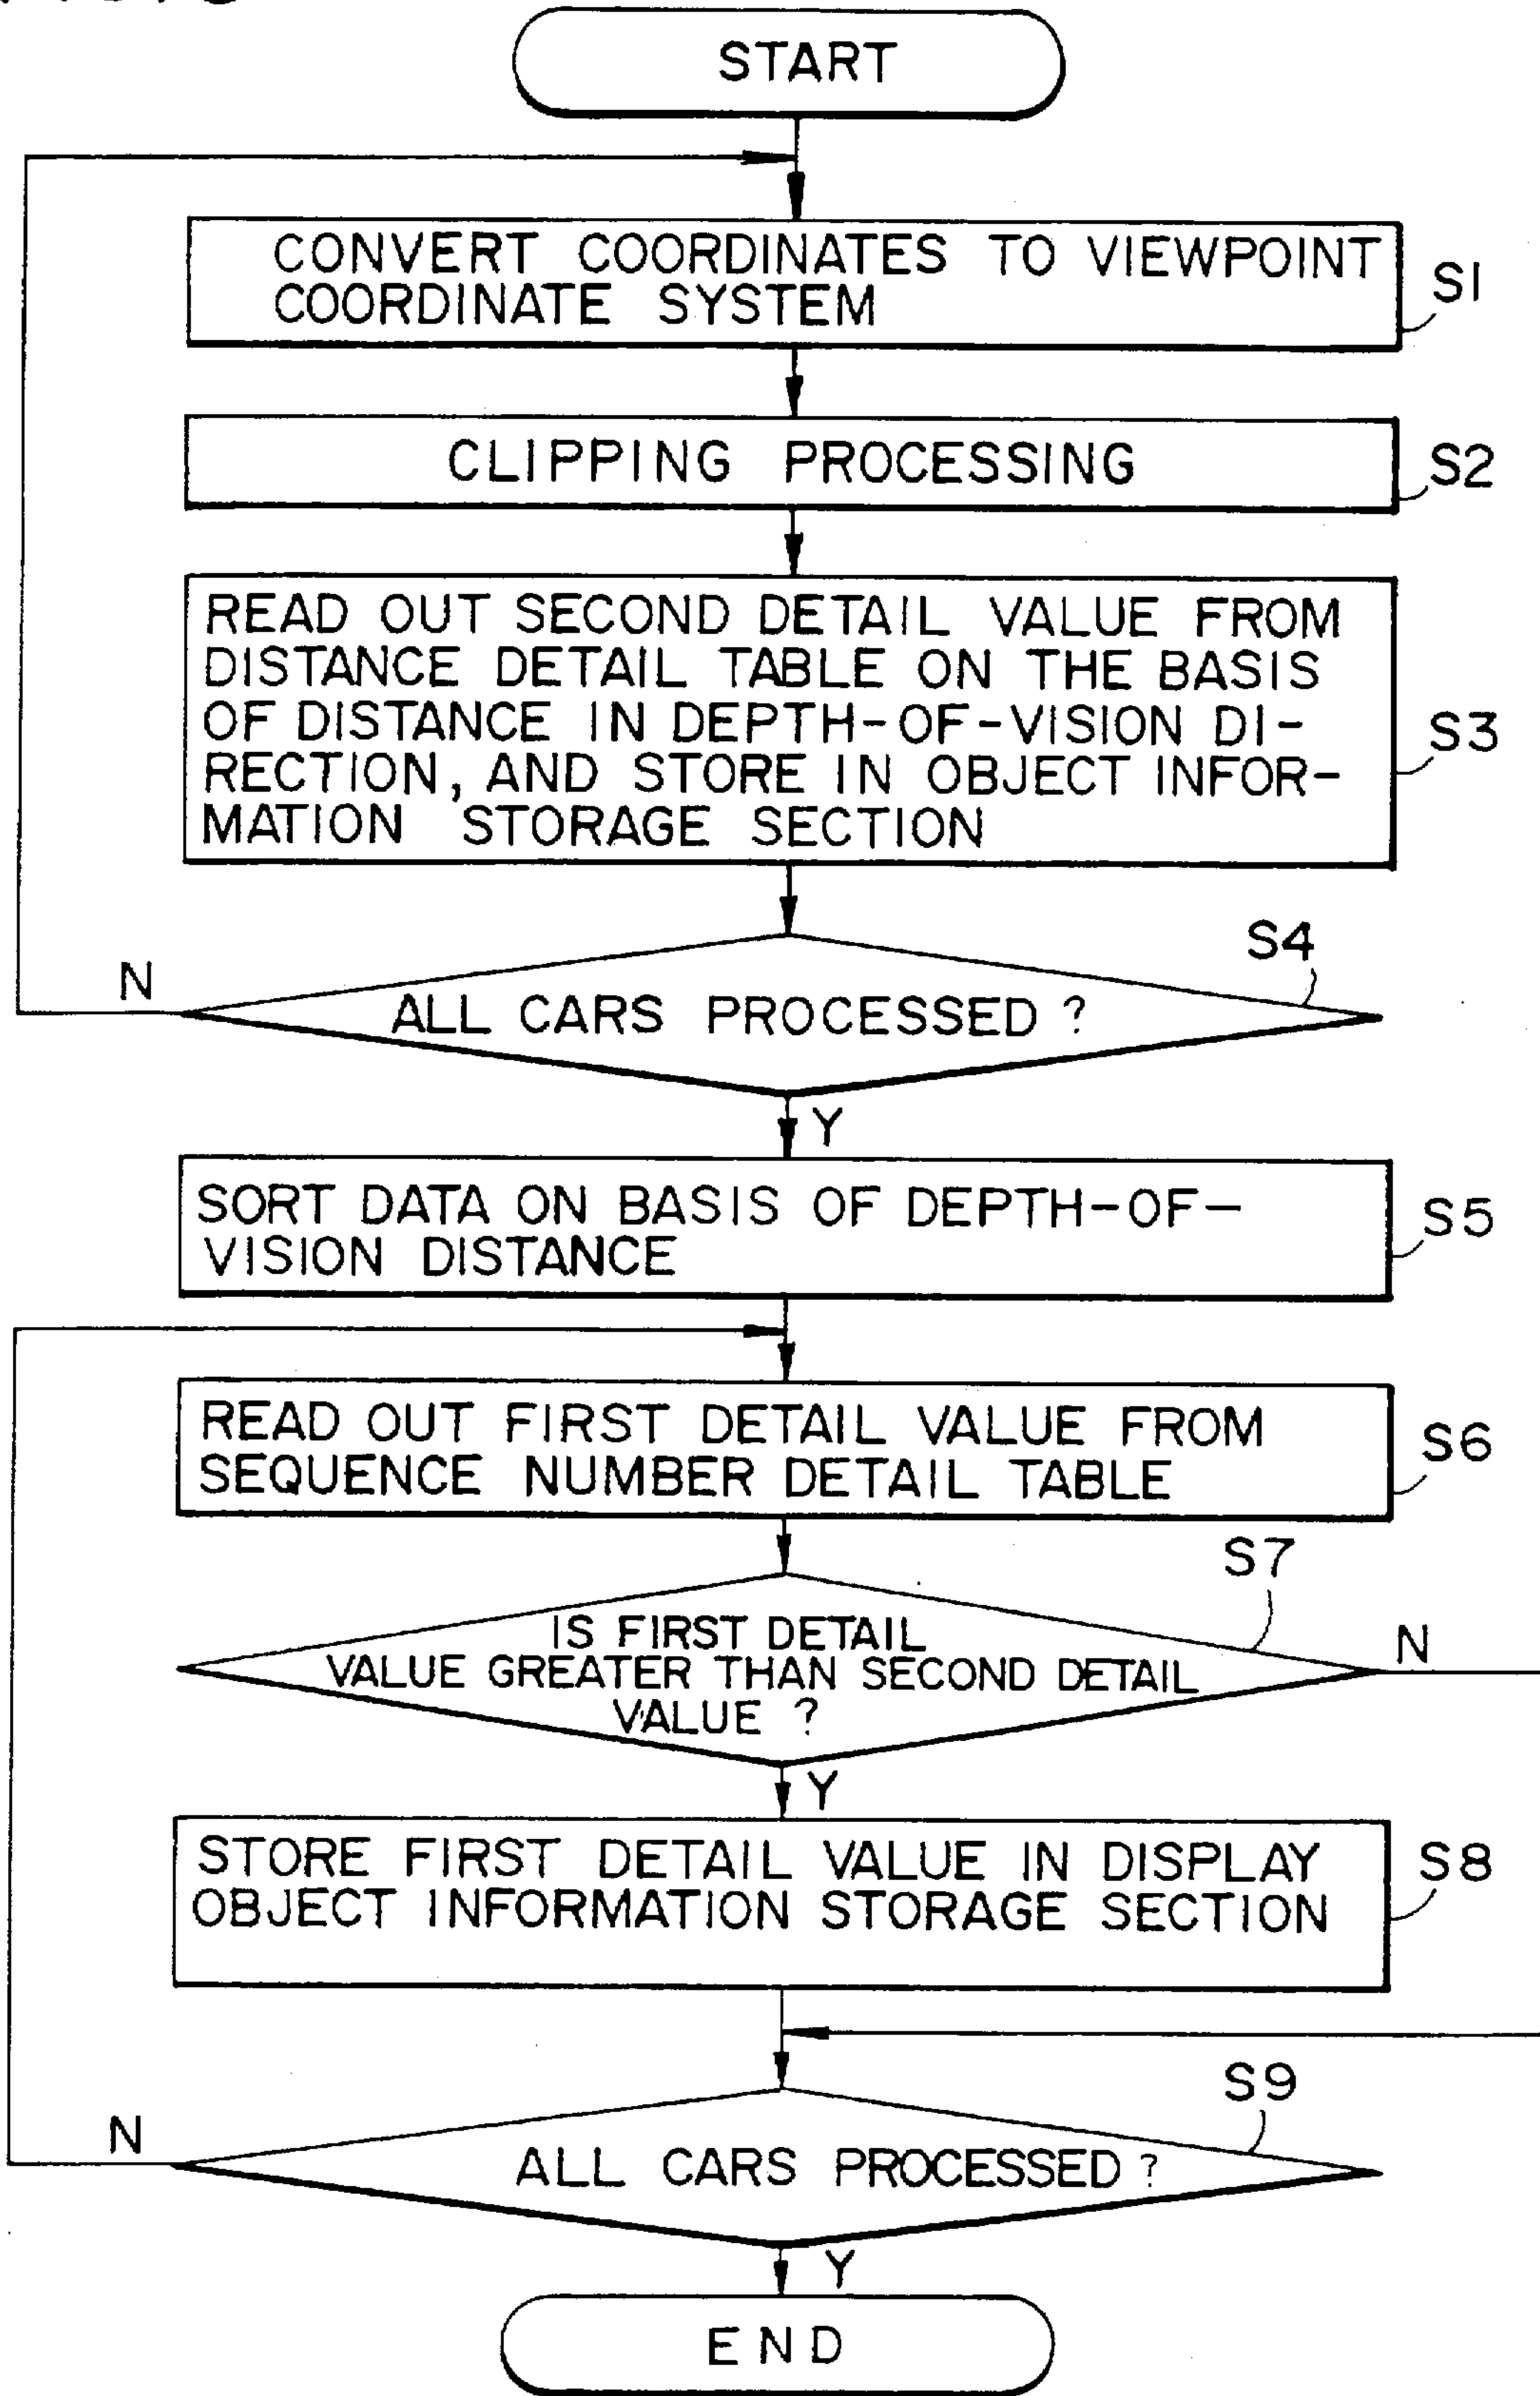 START
CONVERT COORDINATES TO VIEWPOINT
COORDINATE SYSTEM
S1
CLIPPING PROCESSING
S2
READ OUT SECOND DETAIL VALUE FROM
DISTANCE DETAIL TABLE ON THE BASIS
OF DISTANCE IN DEPTH-OF-VISION DI-
RECTION, AND STORE IN OBJECT INFOR-
MATION STORAGE SECTION
S3
S4
N
ALL CARS PROCESSED ?
Y
SORT DATA ON BASIS OF DEPTH-OF-
VISION DISTANCE
S5
READ OUT FIRST DETAIL VALUE FROM
SEQUENCE NUMBER DETAIL TABLE
S6
S7
IS FIRST DETAIL
VALUE GREATER THAN SECOND DETAIL
VALUE ?
N
Y
STORE FIRST DETAIL VALUE IN DISPLAY
OBJECT INFORMATION STORAGE SECTION
S8
S9
N
ALL CARS PROCESSED ?
Y
END